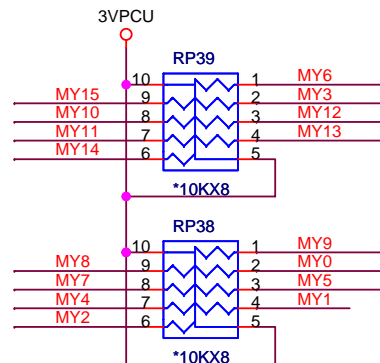 3VPCU
RP39
10 1 MY6
MY15 9 2 MY3
MY10 8 3 MY12
MY11 7 4 MY13
MY14 6 5
*10KX8
RP38
10 1 MY9
MY8 9 2 MY0
MY7 8 3 MY5
MY4 7 4 MY1
MY2 6 5
*10KX8